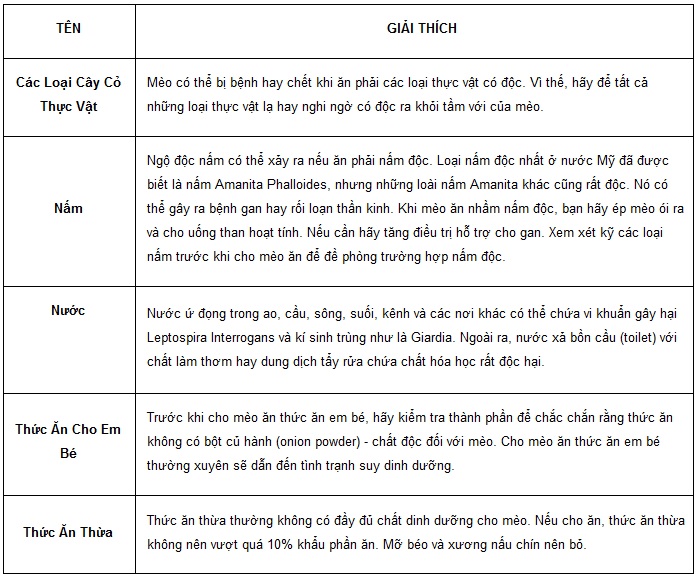 TÊN
GIẢI THÍCH
Các Loại Cây Cỏ
Thực Vật
Mèo có thể bị bệnh hay chết khi ăn phải các loại thực vật có độc. Vì thế, hãy để tất cả
những loại thực vật lạ hay nghi ngờ có độc ra khỏi tầm với của mèo.
Nấm
Ngộ độc nấm có thể xảy ra nếu ăn phải nấm độc. Loại nấm độc nhất ở nước Mỹ đã được
biết là nấm Amanita Phalloides, nhưng những loài nấm Amanita khác cũng rất độc. Nó có
thể gây ra bệnh gan hay rối loạn thần kinh. Khi mèo ăn nhầm nấm độc, bạn hãy ép mèo ói ra
và cho uống than hoạt tính. Nếu cần hãy tăng điều trị hỗ trợ cho gan. Xem xét kỹ các loại
nấm trước khi cho mèo ăn để đề phòng trường hợp nấm độc.
Nước
Nước ứ đọng trong ao, cầu, sông, suối, kênh và các nơi khác có thể chứa vi khuẩn gây hại
Leptospira Interrogans và kí sinh trùng như là Giardia. Ngoài ra, nước xả bồn cầu (toilet) với
chất làm thơm hay dung dịch tẩy rửa chứa chất hóa học rất độc hại.
Thức Ăn Cho Em
Bé
Trước khi cho mèo ăn thức ăn em bé, hãy kiểm tra thành phần để chắc chắn rằng thức ăn
không có bột củ hành (onion powder) - chất độc đối với mèo. Cho mèo ăn thức ăn em bé
thường xuyên sẽ dẫn đến tình trạnh suy dinh dưỡng.
Thức Ăn Thừa
Thức ăn thừa thường không có đầy đủ chất dinh dưỡng cho mèo. Nếu cho ăn, thức ăn thừa
không nên vượt quá 10% khẩu phần ăn. Mỡ béo và xương nấu chín nên bỏ.